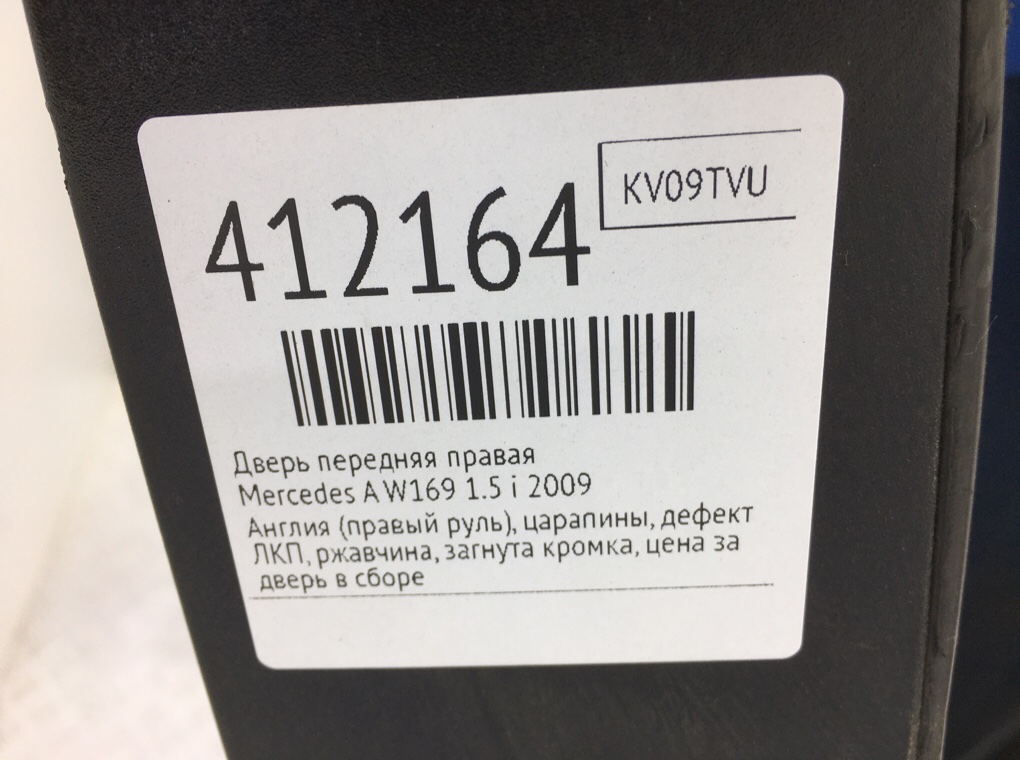 KV09TVU
412164
Дверь передняя правая
Mercedes A W169 1.5 i 2009
Англия (правый руль), царапины, дефект
ЛКП, ржавчина, загнута кромка, цена за
дверь в сборе